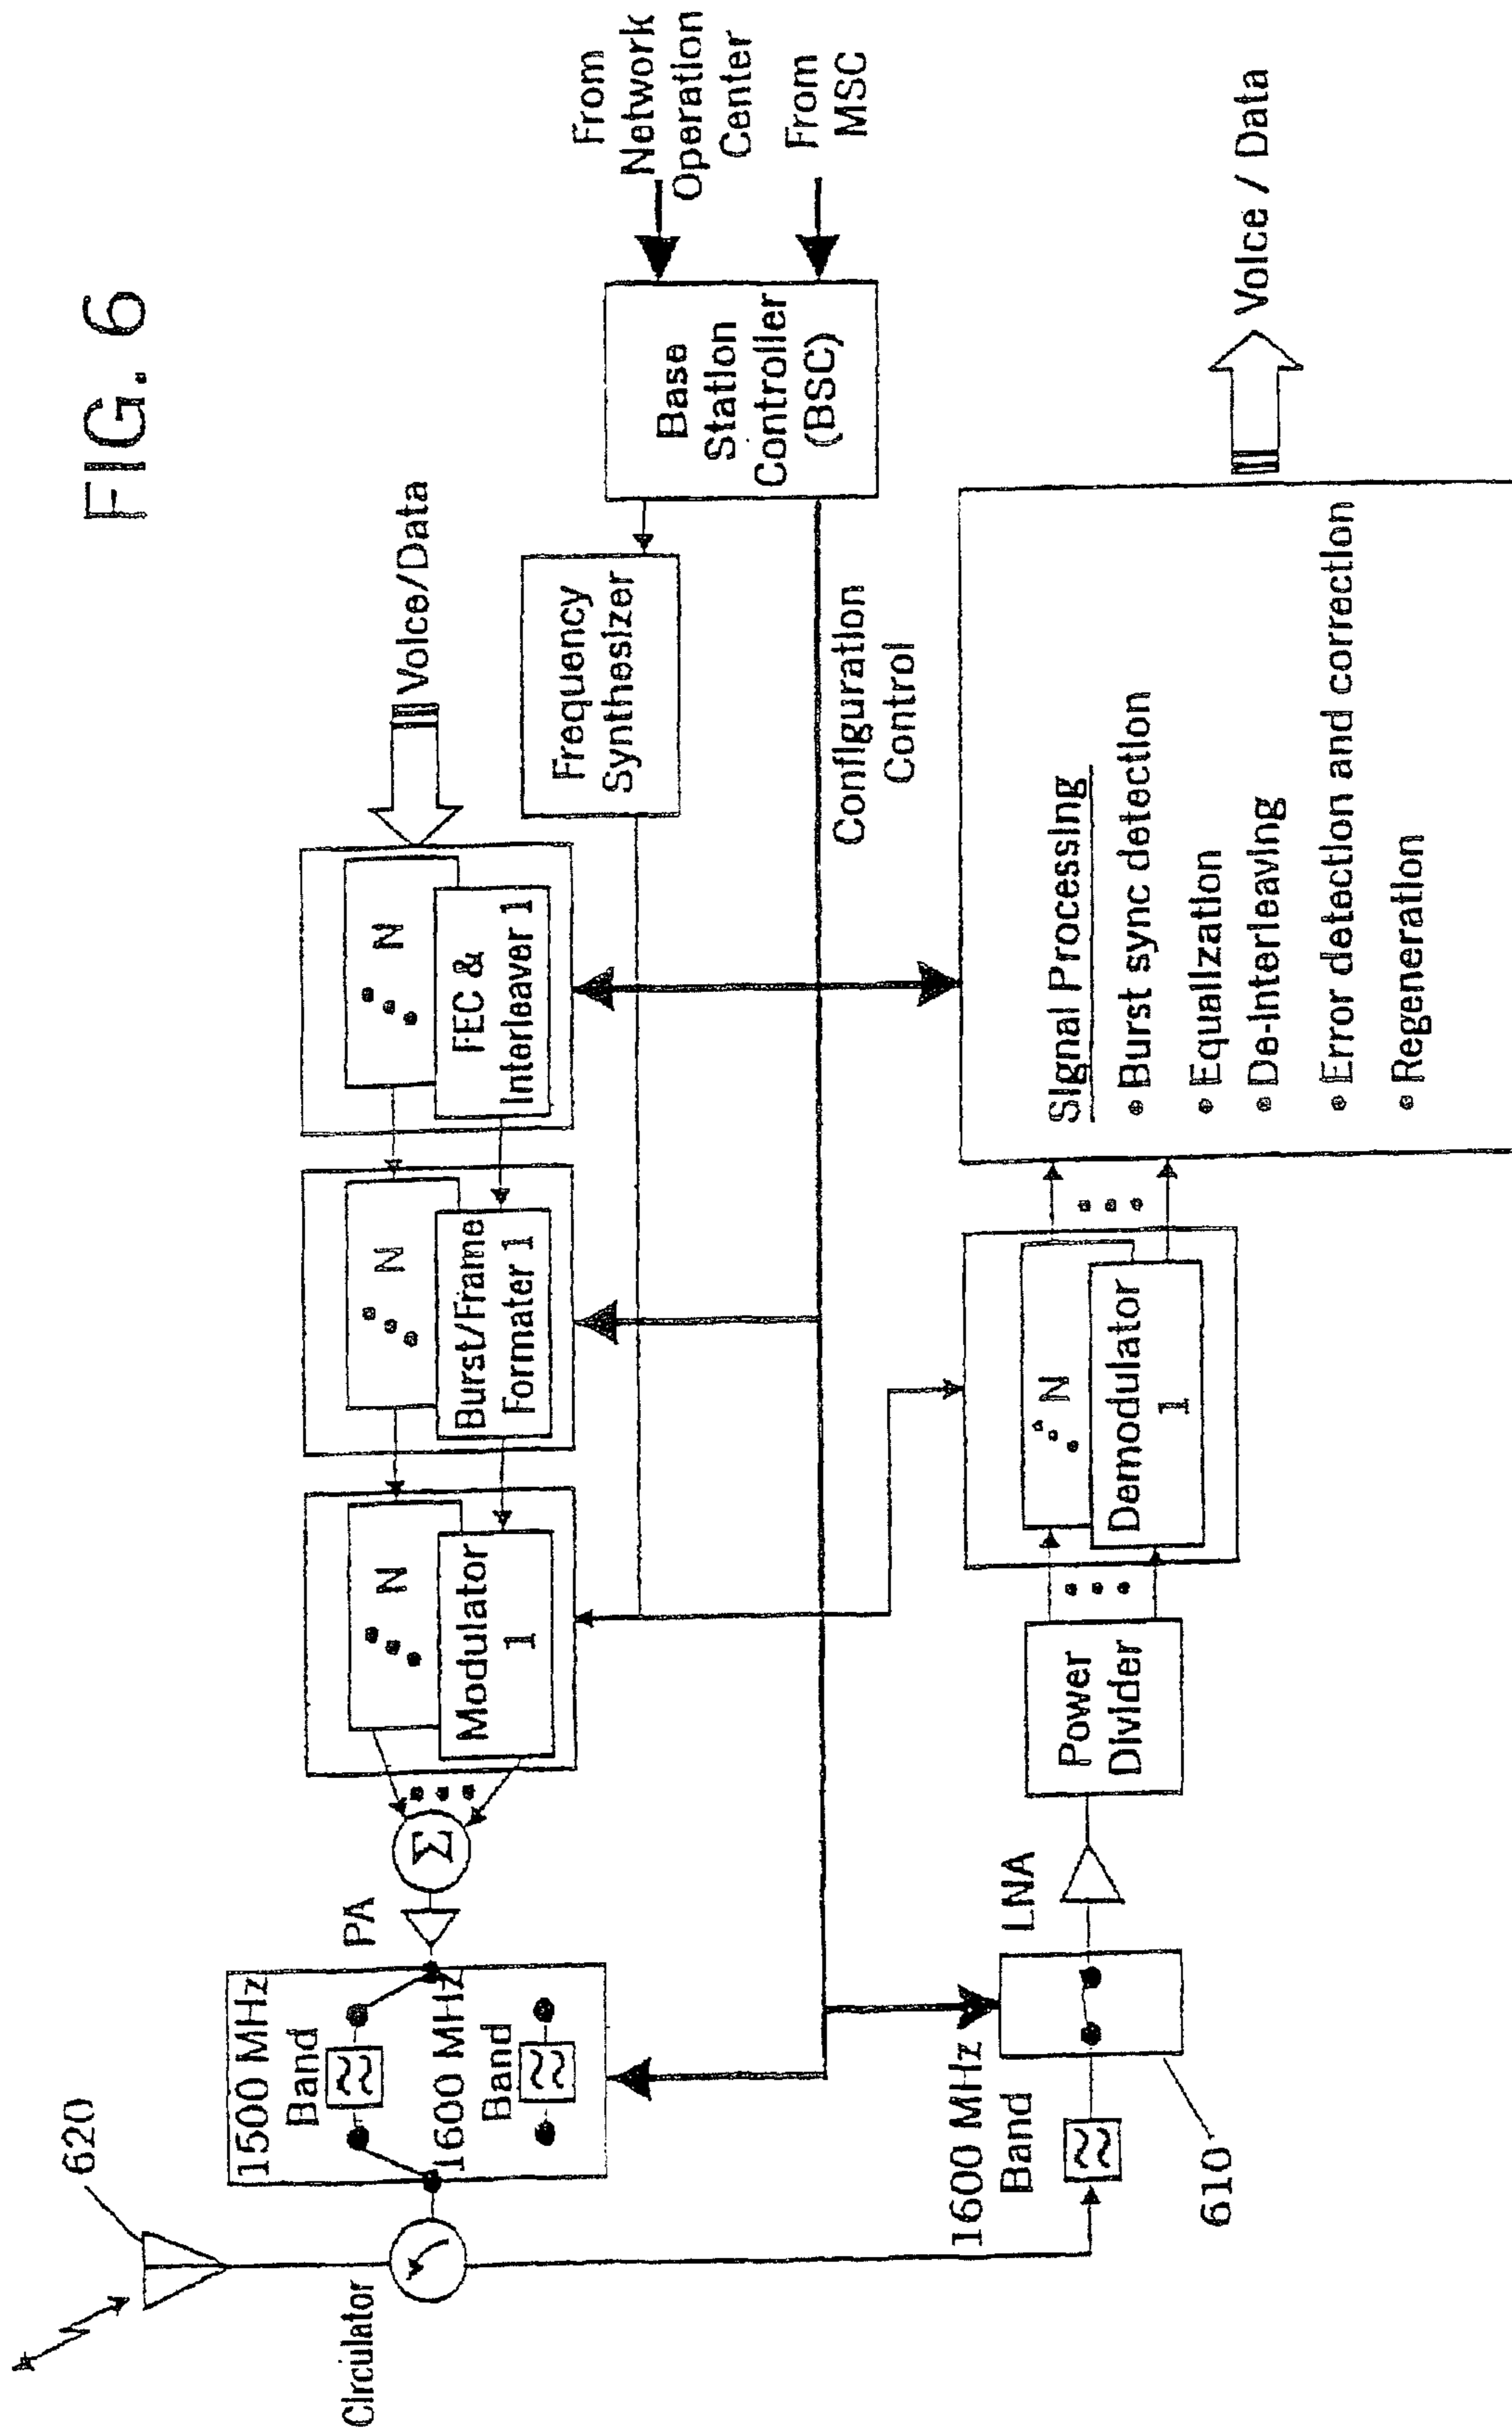 FIG. 6
620
Circulator
1500 MHz
Band
1600 MHz
Band
PA
Σ
N
Modulator
1
N
Burst/Frame
Formater 1
N
FEC &
Interleaver 1
Voice/Data
Frequency
Synthesizer
Base
Station
Controller
(BSC)
From
Network
Operation
Center
From
MSC
Configuration
Control
1600 MHz
Band
610
LNA
Power
Divider
N
Demodulator
1
Signal Processing
• Burst sync detection
• Equalization
• De-Interleaving
• Error detection and correction
• Regeneration
Voice / Data